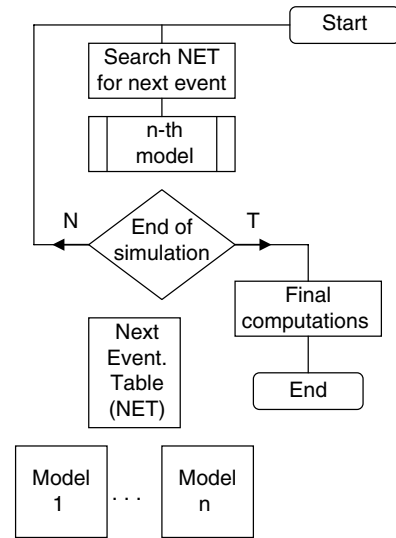 Start
Search NET
for next event
n-th
model
N
End of
simulation
T
Final
computations
Next
Event.
Table
(NET)
End
Model
1
. . .
Model
n